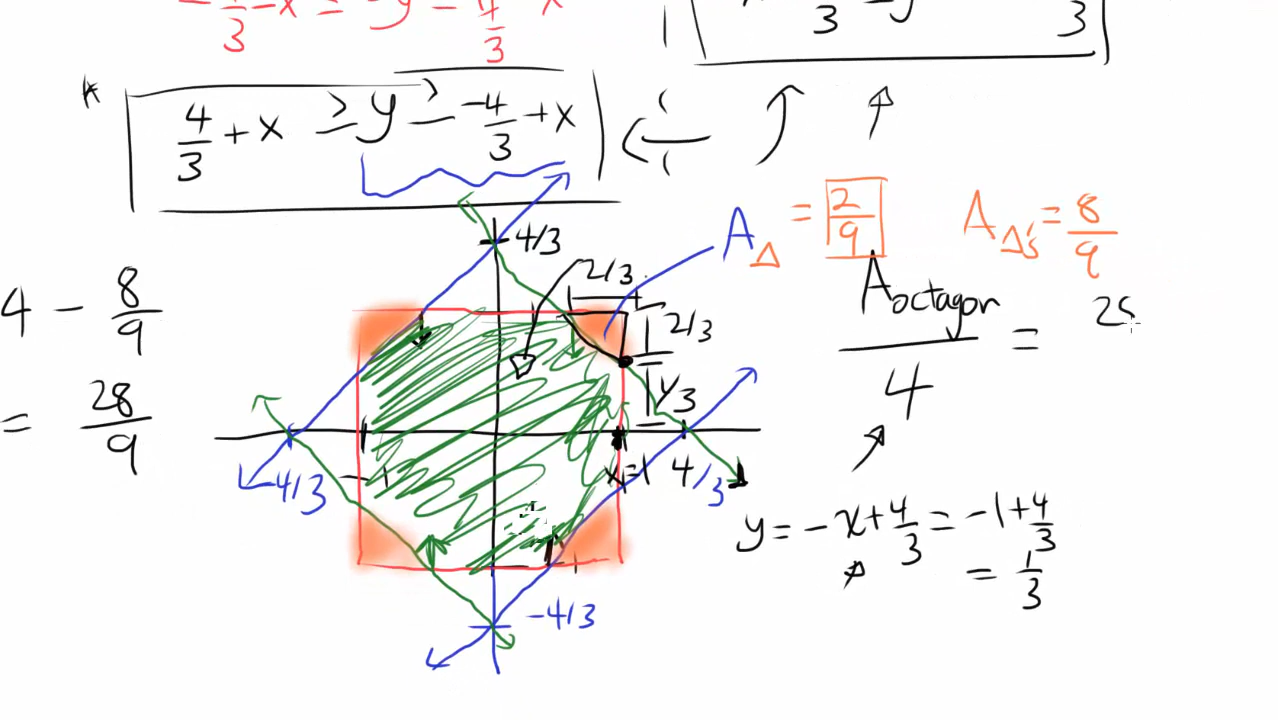 4/3 + x ≥ y ≥ -4/3 + x
4/3
A△ = 2/9
A△'s = 8/9
2/3
2/3
1/3
4 - 8/9
= 28/9
Aoctagon/4 =
-4/3
-1
x=1
4/3
-4/3
y = -x + 4/3 = -1 + 4/3
= 1/3